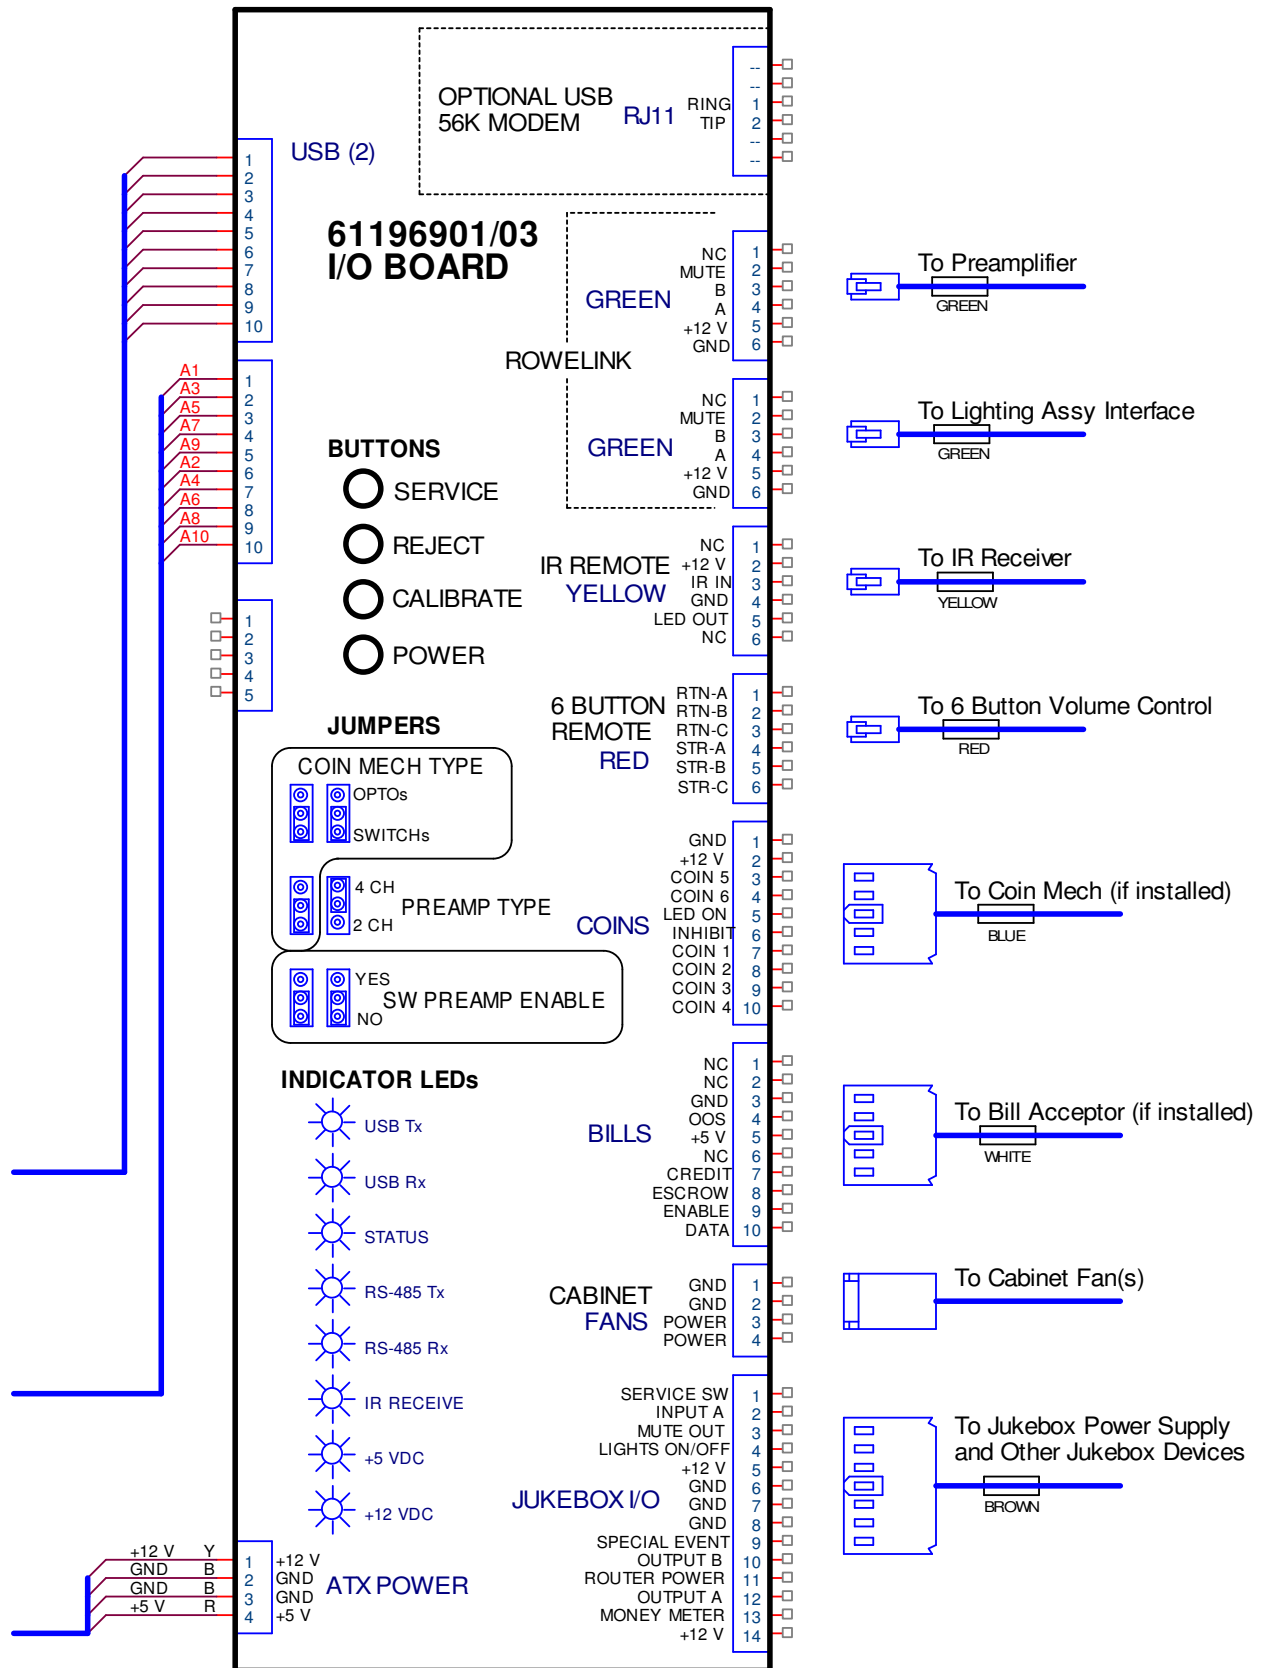 OPTIONAL USB
56K MODEM
RJ11
--
--
RING 1
TIP 2
--
--
USB (2)
1
2
3
4
5
6
7
8
9
10
61196901/03
I/O BOARD
ROWELINK
GREEN
NC 1
MUTE 2
B 3
A 4
+12 V 5
GND 6
To Preamplifier
GREEN
GREEN
NC 1
MUTE 2
B 3
A 4
+12 V 5
GND 6
To Lighting Assy Interface
GREEN
A1 1
A3 2
A5 3
A7 4
A9 5
A2 6
A4 7
A6 8
A8 9
A10 10
BUTTONS
SERVICE
REJECT
CALIBRATE
POWER
IR REMOTE
YELLOW
NC 1
+12 V 2
IR IN 3
GND 4
LED OUT 5
NC 6
To IR Receiver
YELLOW
1
2
3
4
5
6 BUTTON
REMOTE
RED
RTN-A 1
RTN-B 2
RTN-C 3
STR-A 4
STR-B 5
STR-C 6
To 6 Button Volume Control
RED
JUMPERS
COIN MECH TYPE
OPTOs
SWITCHs
4 CH
PREAMP TYPE
2 CH
YES
SW PREAMP ENABLE
NO
COINS
GND 1
+12 V 2
COIN 5 3
COIN 6 4
LED ON 5
INHIBIT 6
COIN 1 7
COIN 2 8
COIN 3 9
COIN 4 10
To Coin Mech (if installed)
BLUE
INDICATOR LEDs
USB Tx
USB Rx
STATUS
RS-485 Tx
RS-485 Rx
IR RECEIVE
+5 VDC
+12 VDC
BILLS
NC 1
NC 2
GND 3
OOS 4
+5 V 5
NC 6
CREDIT 7
ESCROW 8
ENABLE 9
DATA 10
To Bill Acceptor (if installed)
WHITE
CABINET
FANS
GND 1
GND 2
POWER 3
POWER 4
To Cabinet Fan(s)
JUKEBOX I/O
SERVICE SW 1
INPUT A 2
MUTE OUT 3
LIGHTS ON/OFF 4
+12 V 5
GND 6
GND 7
GND 8
SPECIAL EVENT 9
OUTPUT B 10
ROUTER POWER 11
OUTPUT A 12
MONEY METER 13
+12 V 14
To Jukebox Power Supply
and Other Jukebox Devices
BROWN
+12 V Y 1 +12 V
GND B 2 GND
GND B 3 GND
+5 V R 4 +5 V
ATX POWER